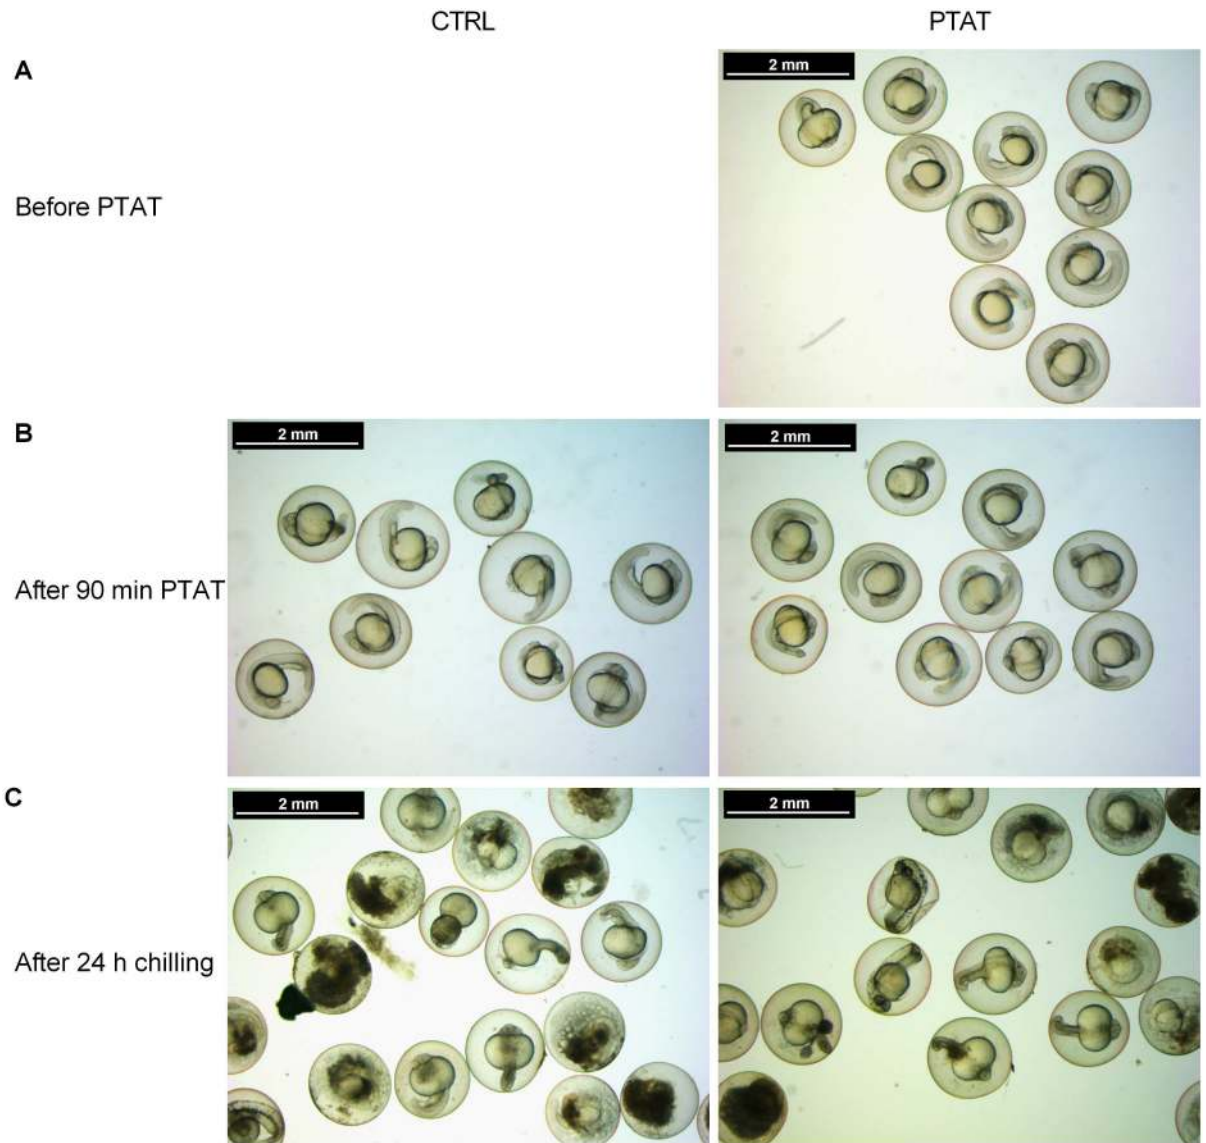 CTRL
PTAT
A
2 mm
Before PTAT
B
2 mm
2 mm
After 90 min PTAT
C
2 mm
2 mm
After 24 h chilling